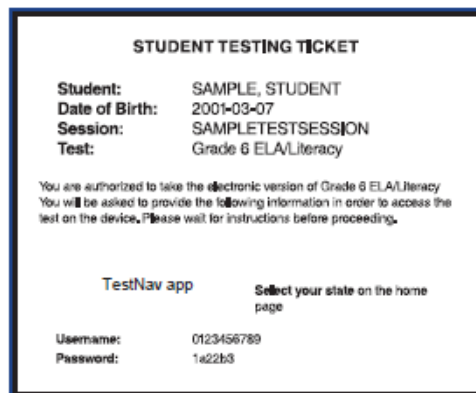 STUDENT TESTING TICKET
Student: SAMPLE, STUDENT
Date of Birth: 2001-03-07
Session: SAMPLETESTSESSION
Test: Grade 6 ELA/Literacy
You are authorized to take the electronic version of Grade 6 ELA/Literacy
You will be asked to provide the following information in order to access the
test on the device. Please wait for instructions before proceeding.
TestNav app
Select your state on the home
page
Username: 0123456789
Password: 1a22b3